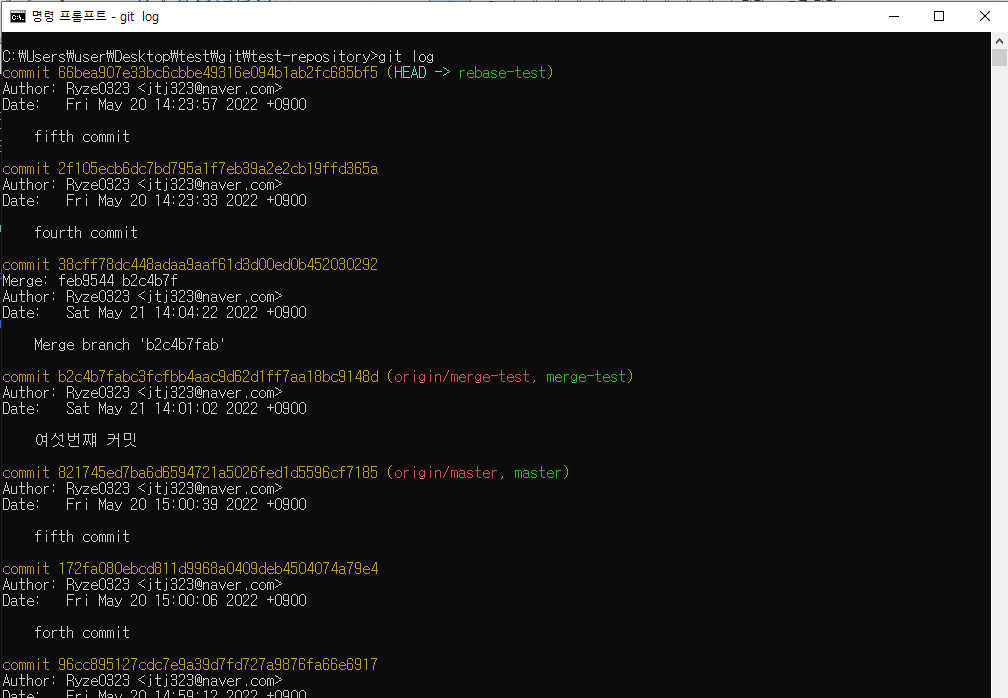 명령 프롬프트 - git log
C:\Users\user\Desktop\test\git\test-repository>git log
commit 66bea907e33bc6cbbe49316e094b1ab2fc685bf5 (HEAD -> rebase-test)
Author: Ryze0323 <jtj323@naver.com>
Date:   Fri May 20 14:23:57 2022 +0900
fifth commit
commit 2f105ecb6dc7bd795a1f7eb39a2e2cb19ffd365a
Author: Ryze0323 <jtj323@naver.com>
Date:   Fri May 20 14:23:33 2022 +0900
fourth commit
commit 38cff78dc448adaa9aaf61d3d00ed0b452030292
Merge: feb9544 b2c4b7f
Author: Ryze0323 <jtj323@naver.com>
Date:   Sat May 21 14:04:22 2022 +0900
Merge branch 'b2c4b7fab'
commit b2c4b7fabc3fcfbb4aac9d62d1ff7aa18bc9148d (origin/merge-test, merge-test)
Author: Ryze0323 <jtj323@naver.com>
Date:   Sat May 21 14:01:02 2022 +0900
여섯번쨰 커밋
commit 821745ed7ba6d6594721a5026fed1d5596cf7185 (origin/master, master)
Author: Ryze0323 <jtj323@naver.com>
Date:   Fri May 20 15:00:39 2022 +0900
fifth commit
commit 172fa080ebcd811d9968a0409deb4504074a79e4
Author: Ryze0323 <jtj323@naver.com>
Date:   Fri May 20 15:00:06 2022 +0900
forth commit
commit 96cc895127cdc7e9a39d7fd727a9876fa66e6917
Author: Ryze0323 <jtj323@naver.com>
Date:   Fri May 20 14:59:12 2022 +0900